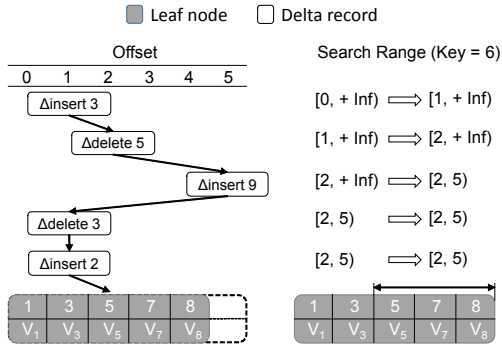 Leaf node Delta record
Offset Search Range (Key = 6)
0 1 2 3 4 5
Δinsert 3 [0, + Inf) [1, + Inf)
Δdelete 5 [1, + Inf) [2, + Inf)
Δinsert 9 [2, + Inf) [2, 5)
Δdelete 3 [2, 5) [2, 5)
Δinsert 2 [2, 5) [2, 5)
1 3 5 7 8 1 3 5 7 8
V1 V3 V5 V7 V8 V1 V3 V5 V7 V8